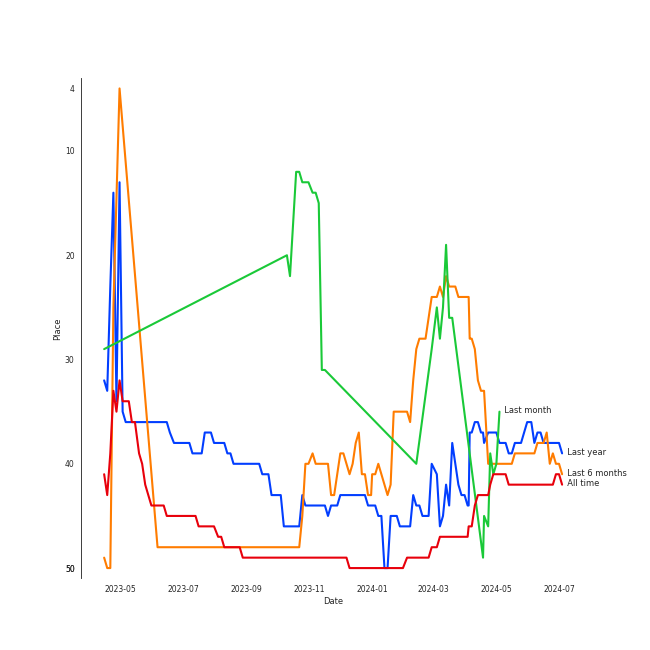 4
10
20
30
40
50
Place
2023-05
2023-07
2023-09
2023-11
2024-01
2024-03
2024-05
2024-07
Date
Last month
Last year
Last 6 months
All time